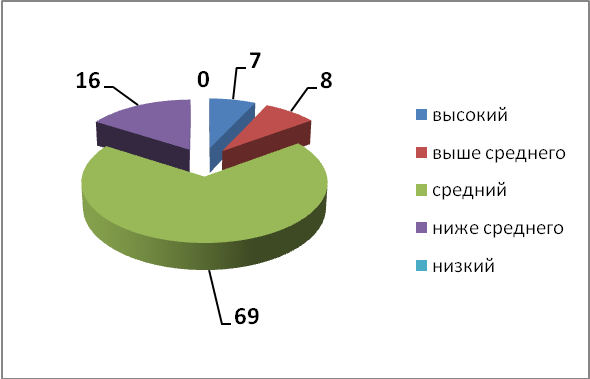 0
7
8
16
69
высокий
выше среднего
средний
ниже среднего
низкий